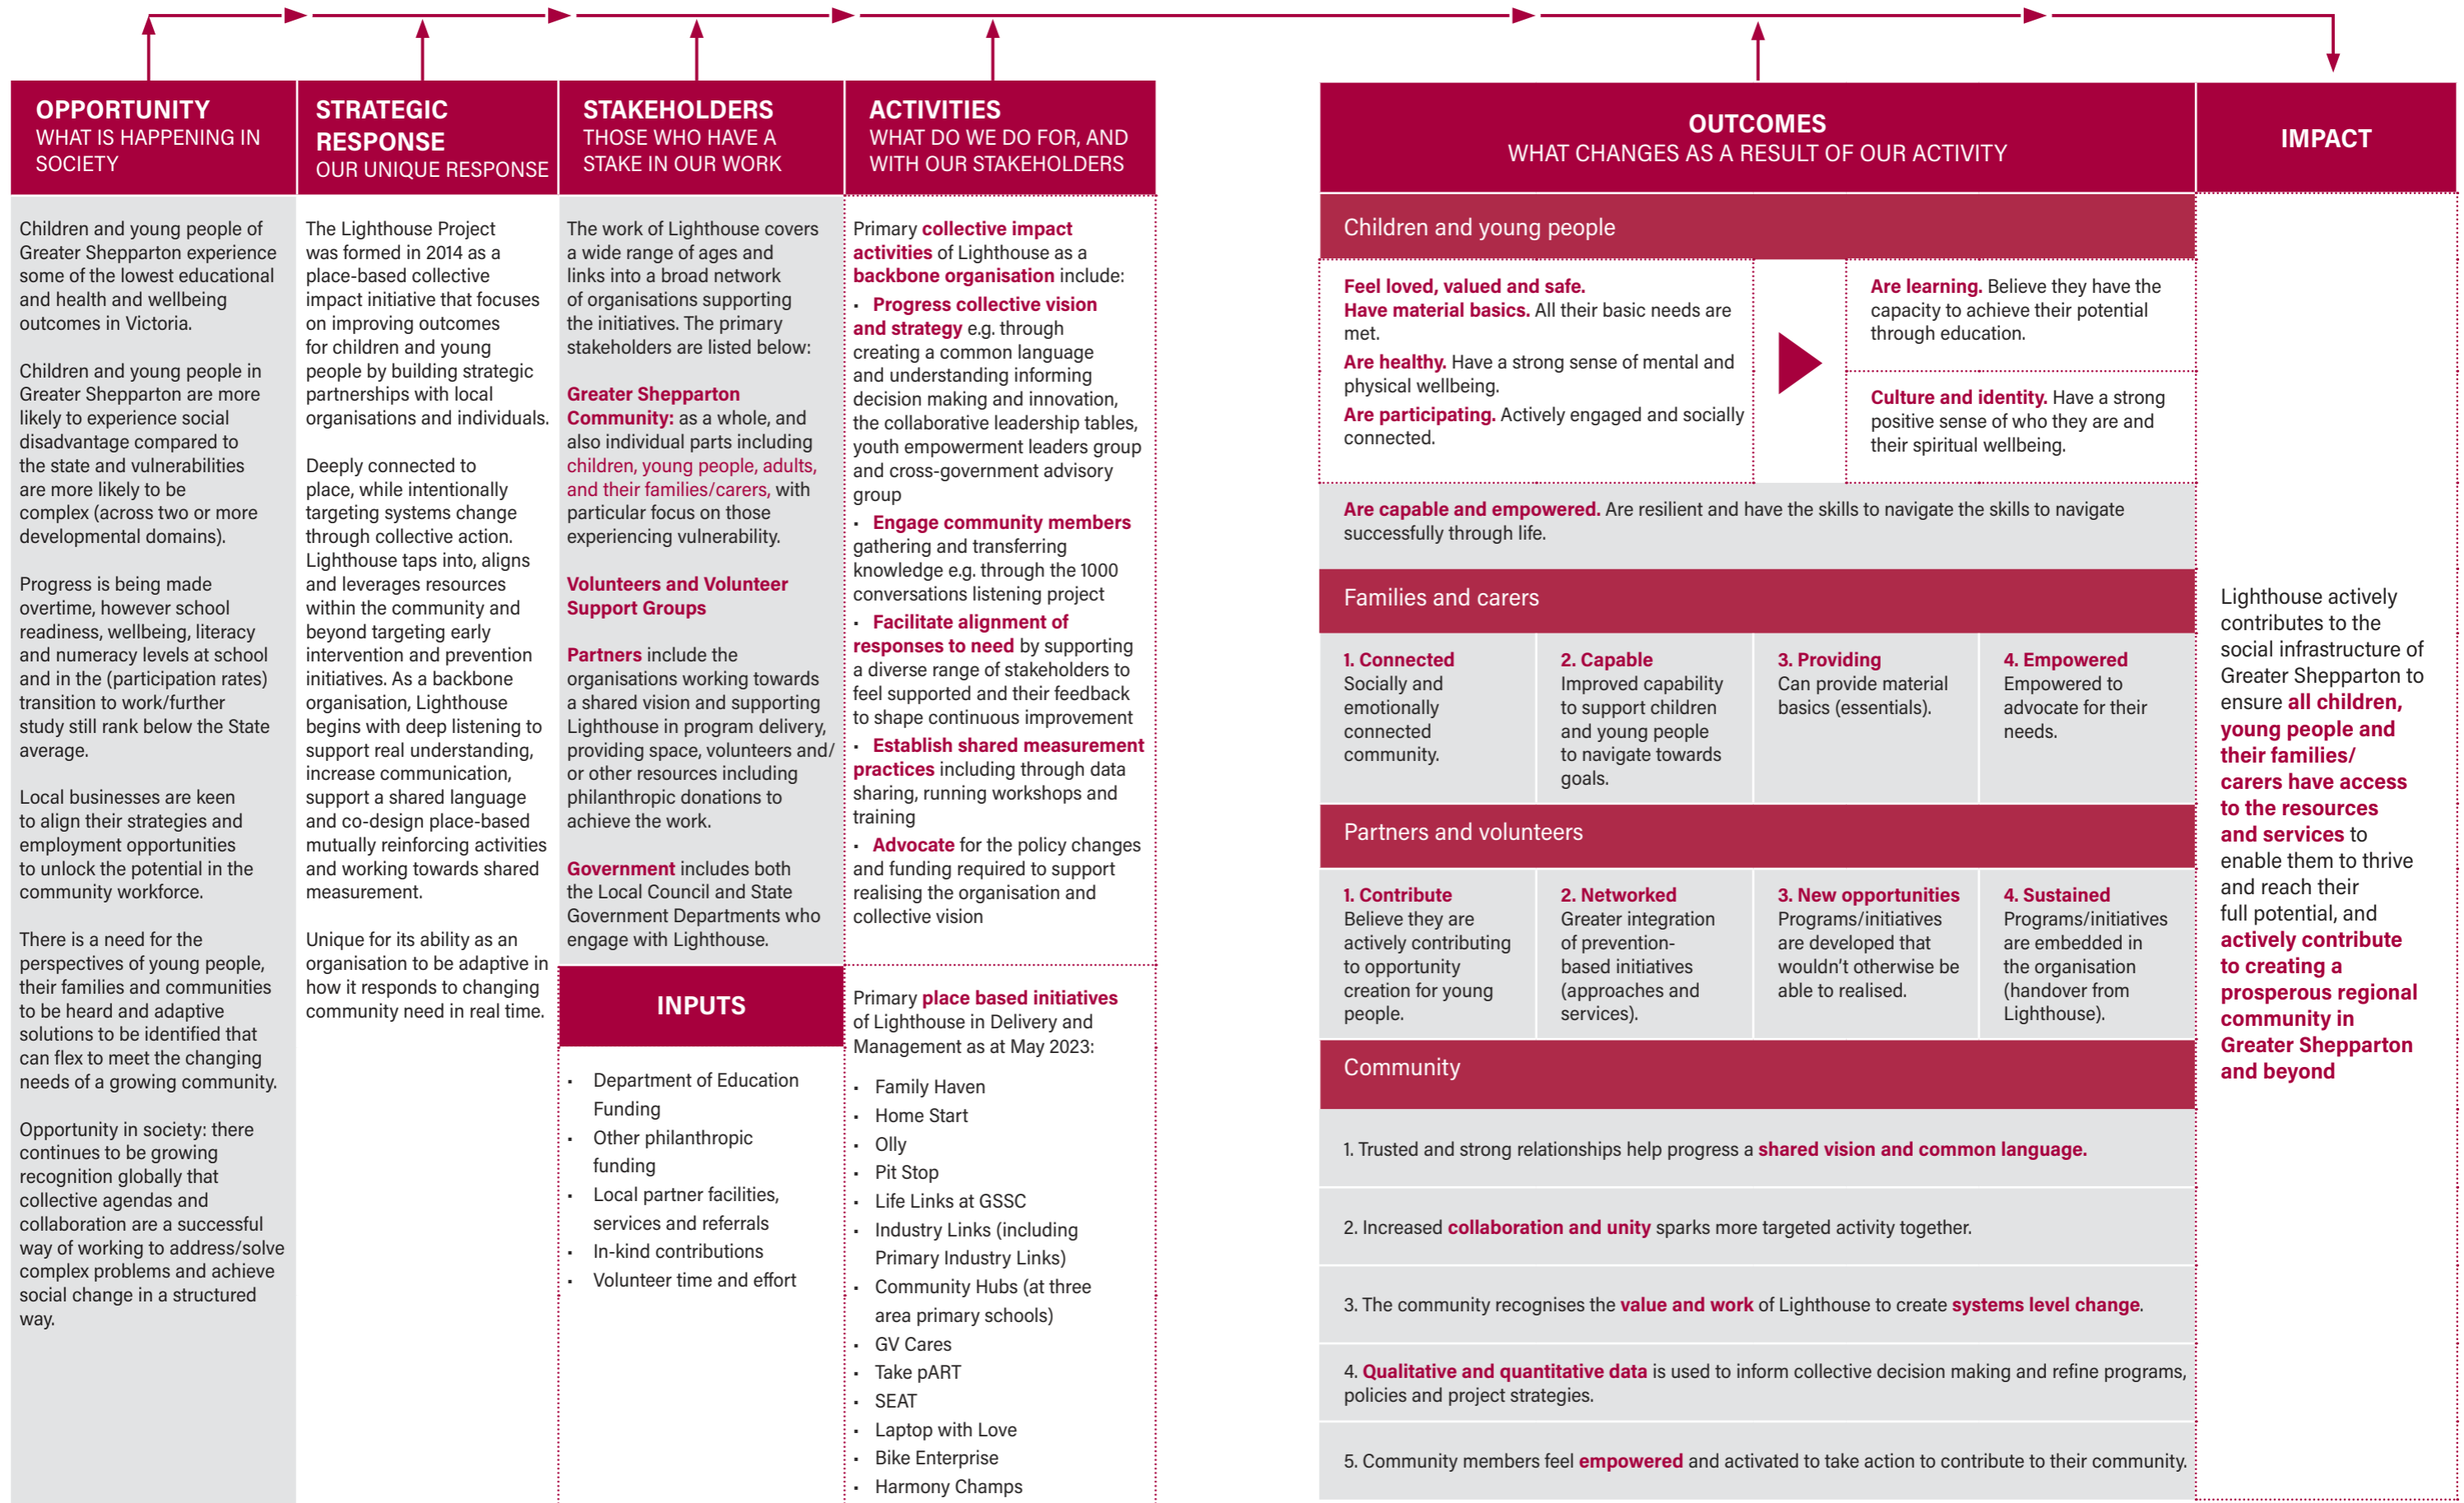 OPPORTUNITY
WHAT IS HAPPENING IN
SOCIETY
Children and young people of
Greater Shepparton experience
some of the lowest educational
and health and wellbeing
outcomes in Victoria.
Children and young people in
Greater Shepparton are more
likely to experience social
disadvantage compared to
the state and vulnerabilities
are more likely to be
complex (across two or more
developmental domains).
Progress is being made
overtime, however school
readiness, wellbeing, literacy
and numeracy levels at school
and in the (participation rates)
transition to work/further
study still rank below the State
average.
Local businesses are keen
to align their strategies and
employment opportunities
to unlock the potential in the
community workforce.
There is a need for the
perspectives of young people,
their families and communities
to be heard and adaptive
solutions to be identified that
can flex to meet the changing
needs of a growing community.
Opportunity in society: there
continues to be growing
recognition globally that
collective agendas and
collaboration are a successful
way of working to address/solve
complex problems and achieve
social change in a structured
way.
STRATEGIC
RESPONSE
OUR UNIQUE RESPONSE
The Lighthouse Project
was formed in 2014 as a
place-based collective
impact initiative that focuses
on improving outcomes
for children and young
people by building strategic
partnerships with local
organisations and individuals.
Deeply connected to
place, while intentionally
targeting systems change
through collective action.
Lighthouse taps into, aligns
and leverages resources
within the community and
beyond targeting early
intervention and prevention
initiatives. As a backbone
organisation, Lighthouse
begins with deep listening to
support real understanding,
increase communication,
support a shared language
and co-design place-based
mutually reinforcing activities
and working towards shared
measurement.
Unique for its ability as an
organisation to be adaptive in
how it responds to changing
community need in real time.
STAKEHOLDERS
THOSE WHO HAVE A
STAKE IN OUR WORK
The work of Lighthouse covers
a wide range of ages and
links into a broad network
of organisations supporting
the initiatives. The primary
stakeholders are listed below:
Greater Shepparton
Community: as a whole, and
also individual parts including
children, young people, adults,
and their families/carers, with
particular focus on those
experiencing vulnerability.
Volunteers and Volunteer
Support Groups
Partners include the
organisations working towards
a shared vision and supporting
Lighthouse in program delivery,
providing space, volunteers and/
or other resources including
philanthropic donations to
achieve the work.
Government includes both
the Local Council and State
Government Departments who
engage with Lighthouse.
INPUTS
• Department of Education
Funding
• Other philanthropic
funding
• Local partner facilities,
services and referrals
• In-kind contributions
• Volunteer time and effort
ACTIVITIES
WHAT DO WE DO FOR, AND
WITH OUR STAKEHOLDERS
Primary collective impact
activities of Lighthouse as a
backbone organisation include:
• Progress collective vision
and strategy e.g. through
creating a common language
and understanding informing
decision making and innovation,
the collaborative leadership tables,
youth empowerment leaders group
and cross-government advisory
group
• Engage community members
gathering and transferring
knowledge e.g. through the 1000
conversations listening project
• Facilitate alignment of
responses to need by supporting
a diverse range of stakeholders to
feel supported and their feedback
to shape continuous improvement
• Establish shared measurement
practices including through data
sharing, running workshops and
training
• Advocate for the policy changes
and funding required to support
realising the organisation and
collective vision
Primary place based initiatives
of Lighthouse in Delivery and
Management as at May 2023:
• Family Haven
• Home Start
• Olly
• Pit Stop
• Life Links at GSSC
• Industry Links (including
Primary Industry Links)
• Community Hubs (at three
area primary schools)
• GV Cares
• Take pART
• SEAT
• Laptop with Love
• Bike Enterprise
• Harmony Champs
OUTCOMES
WHAT CHANGES AS A RESULT OF OUR ACTIVITY
Children and young people
Feel loved, valued and safe.
Have material basics. All their basic needs are
met.
Are healthy. Have a strong sense of mental and
physical wellbeing.
Are participating. Actively engaged and socially
connected.
Are learning. Believe they have the
capacity to achieve their potential
through education.
Culture and identity. Have a strong
positive sense of who they are and
their spiritual wellbeing.
Are capable and empowered. Are resilient and have the skills to navigate the skills to navigate
successfully through life.
Families and carers
1. Connected
Socially and
emotionally
connected
community.
2. Capable
Improved capability
to support children
and young people
to navigate towards
goals.
3. Providing
Can provide material
basics (essentials).
4. Empowered
Empowered to
advocate for their
needs.
Partners and volunteers
1. Contribute
Believe they are
actively contributing
to opportunity
creation for young
people.
2. Networked
Greater integration
of prevention-
based initiatives
(approaches and
services).
3. New opportunities
Programs/initiatives
are developed that
wouldn't otherwise be
able to realised.
4. Sustained
Programs/initiatives
are embedded in
the organisation
(handover from
Lighthouse).
Community
1. Trusted and strong relationships help progress a shared vision and common language.
2. Increased collaboration and unity sparks more targeted activity together.
3. The community recognises the value and work of Lighthouse to create systems level change.
4. Qualitative and quantitative data is used to inform collective decision making and refine programs,
policies and project strategies.
5. Community members feel empowered and activated to take action to contribute to their community.
IMPACT
Lighthouse actively
contributes to the
social infrastructure of
Greater Shepparton to
ensure all children,
young people and
their families/
carers have access
to the resources
and services to
enable them to thrive
and reach their
full potential, and
actively contribute
to creating a
prosperous regional
community in
Greater Shepparton
and beyond